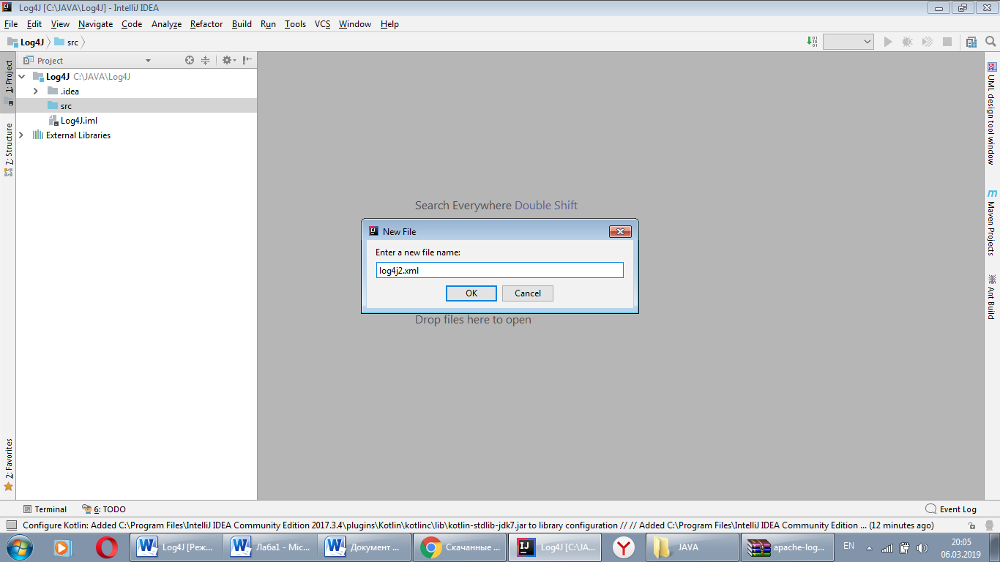 Log4J [C:\JAVA\Log4J] - IntelliJ IDEA
File Edit View Navigate Code Analyze Refactor Build Run Tools VCS Window Help
Log4J src
Project
Log4J C:\JAVA\Log4J
.idea
src
Log4J.iml
External Libraries
1: Project
7: Structure
2: Favorites
Search Everywhere Double Shift
New File
Enter a new file name:
log4j2.xml
OK Cancel
Drop files here to open
UML design tool window
Maven Projects
Ant Build
Terminal 6: TODO Event Log
Configure Kotlin: Added C:\Program Files\IntelliJ IDEA Community Edition 2017.3.4\plugins\Kotlin\kotlinc\lib\kotlin-stdlib-jdk7.jar to library configuration // // Added C:\Program Files\IntelliJ IDEA Community Edition ... (12 minutes ago)
Log4J [Реж... Лаба1 - Mic... Документ ... Скачанные ... Log4J [C:\JA... JAVA apache-log... EN 20:05
06.03.2019